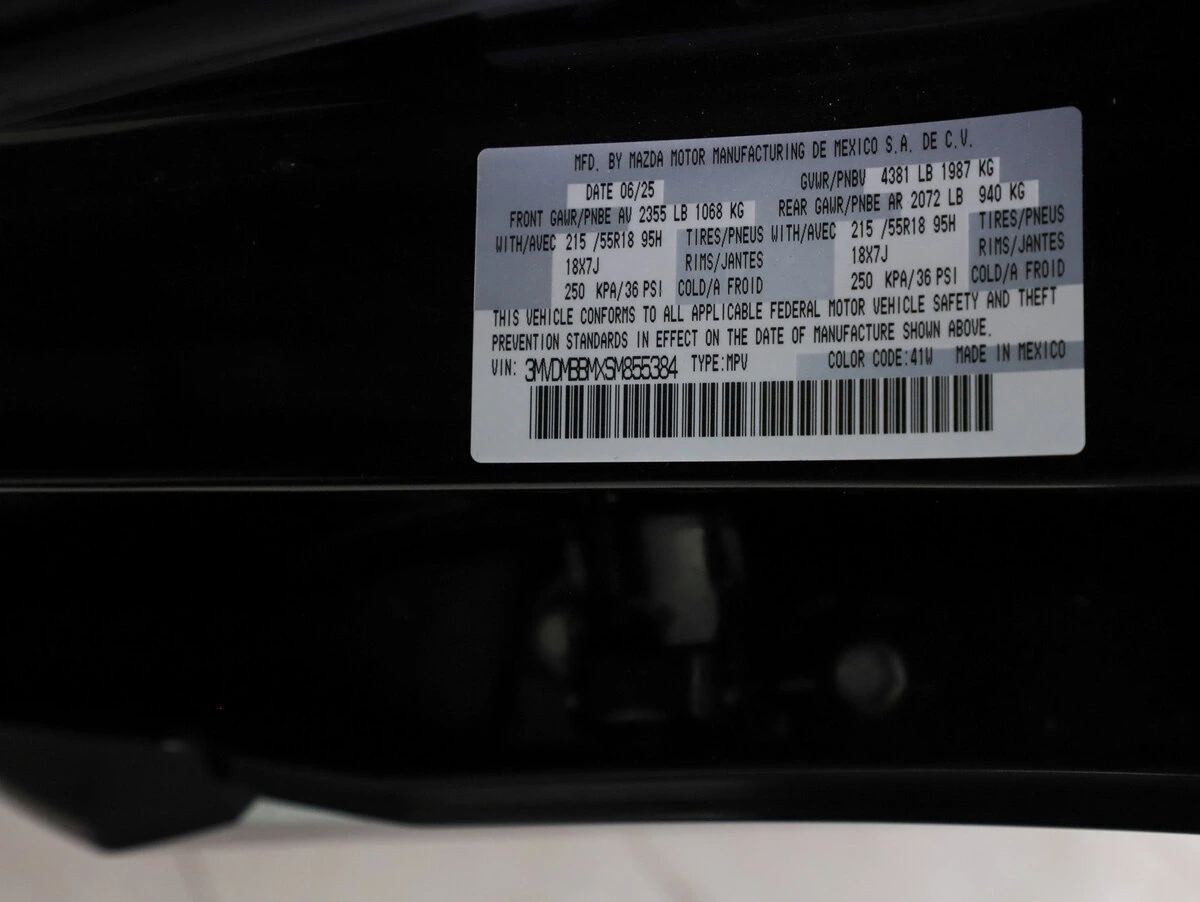 MFD. BY MAZDA MOTOR MANUFACTURING DE MEXICO S.A. DE C.V.
DATE 06/25 GVWR/PNBV 4381 LB 1987 KG
FRONT GAWR/PNBE AV 2355 LB 1068 KG REAR GAWR/PNBE AR 2072 LB 940 KG
WITH/AVEC 215 /55R18 95H TIRES/PNEUS WITH/AVEC 215 /55R18 95H TIRES/PNEUS
18X7J RIMS/JANTES 18X7J RIMS/JANTES
250 KPA/36 PSI COLD/A FROID 250 KPA/36 PSI COLD/A FROID
THIS VEHICLE CONFORMS TO ALL APPLICABLE FEDERAL MOTOR VEHICLE SAFETY AND THEFT
PREVENTION STANDARDS IN EFFECT ON THE DATE OF MANUFACTURE SHOWN ABOVE.
VIN: 3MVDMBBMXSM855384 TYPE:MPV COLOR CODE:41W MADE IN MEXICO